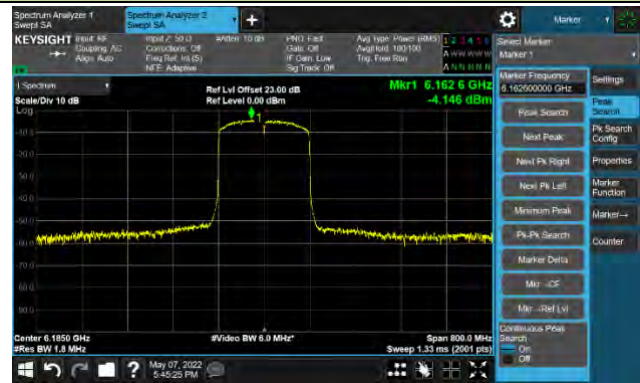 Spectrum Analyzer 1
Swept SA
Spectrum Analyzer 2
Swept SA
Marker
KEYSIGHT Input: RF
Coupling: AC
Align: Auto
Input Z: 50 Ω
Corrections: Off
Freq Ref: Int (S)
NFE: Adaptive
#Atten: 10 dB
PNO: Fast
Gate: Off
IF Gain: Low
Sig Track: Off
Avg Type: Power (RMS)
Avg|Hold: 100/100
Trig: Free Run
1 2 3 4 5 6
A W W W W W
A N N N N N
Select Marker
Marker 1
1 Spectrum
Scale/Div 10 dB
Log
Ref Lvl Offset 23.00 dB
Ref Level 0.00 dBm
Mkr1 6.162 6 GHz
-4.146 dBm
1
-10.0
-20.0
-30.0
-40.0
-50.0
-60.0
-70.0
-80.0
-90.0
Center 6.1850 GHz
#Res BW 1.8 MHz
#Video BW 6.0 MHz*
Span 800.0 MHz
Sweep 1.33 ms (2001 pts)
Marker Frequency
6.162600000 GHz
Peak Search
Next Peak
Next Pk Right
Next Pk Left
Minimum Peak
Pk-Pk Search
Marker Delta
Mkr→CF
Mkr→Ref Lvl
Continuous Peak
Search
On
Off
Settings
Peak
Search
Pk Search
Config
Properties
Marker
Function
Marker→
Counter
May 07, 2022
5:45:25 PM